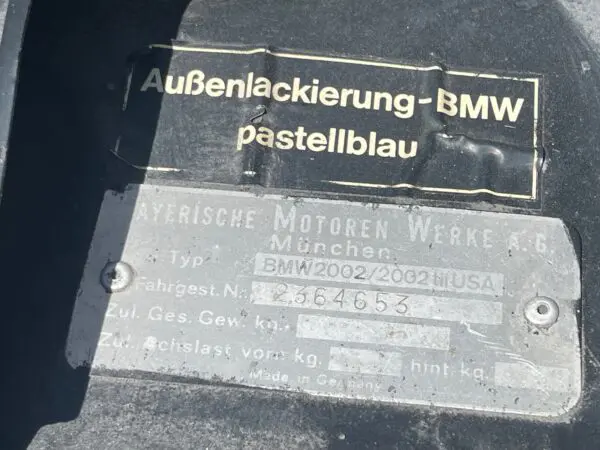 Außenlackierung-BMW
pastellblau
AYERISCHE MOTOREN WERKE A.G.
München
Typ BMW2002/2002tiiUSA
Fahrgest.Nr. 2364653
Zul. Ges. Gew. kg.
Zul. Achslast vorn kg. hint. kg.
Made in Germany